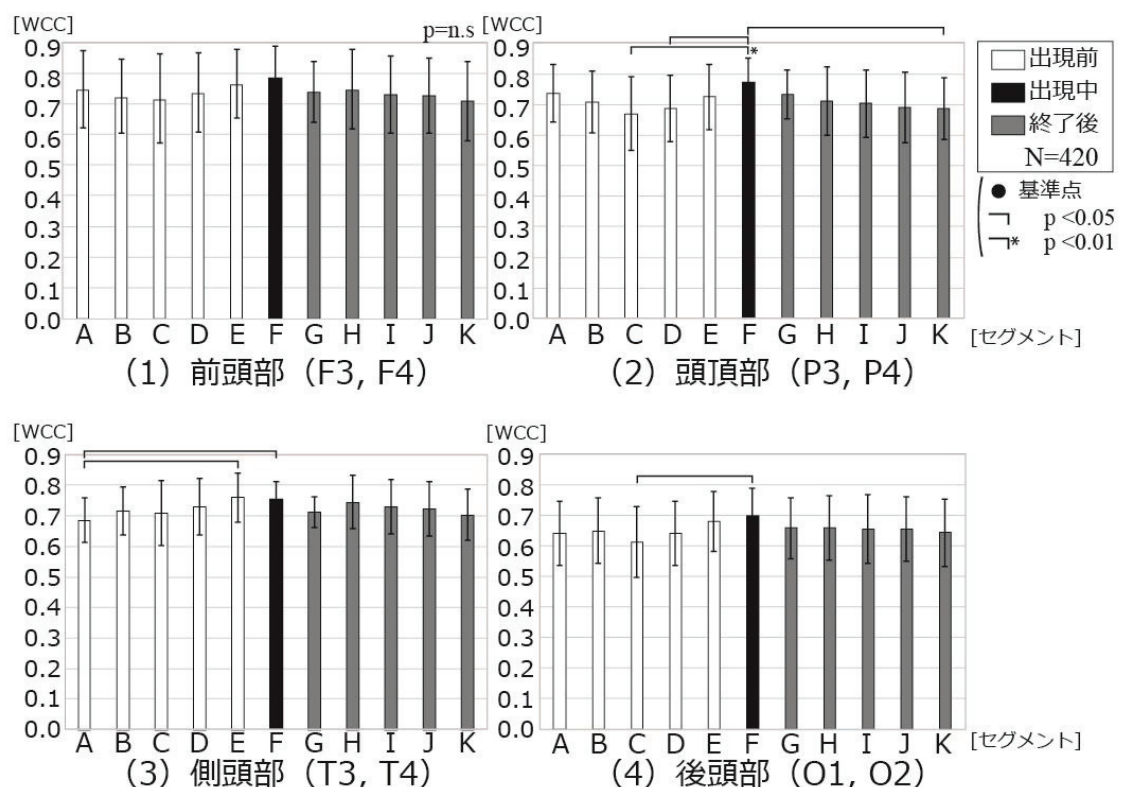 [WCC]
p=n.s
0.9
0.8
0.7
0.6
0.5
0.4
0.3
0.2
0.1
0.0
A B C D E F G H I J K
(1) 前頭部 (F3, F4)
[WCC]
*
0.9
0.8
0.7
0.6
0.5
0.4
0.3
0.2
0.1
0.0
A B C D E F G H I J K
[セグメント]
(2) 頭頂部 (P3, P4)
出現前
出現中
終了後
N=420
● 基準点
p <0.05
* p <0.01
[WCC]
0.9
0.8
0.7
0.6
0.5
0.4
0.3
0.2
0.1
0.0
A B C D E F G H I J K
(3) 側頭部 (T3, T4)
[WCC]
0.9
0.8
0.7
0.6
0.5
0.4
0.3
0.2
0.1
0.0
A B C D E F G H I J K
[セグメント]
(4) 後頭部 (O1, O2)